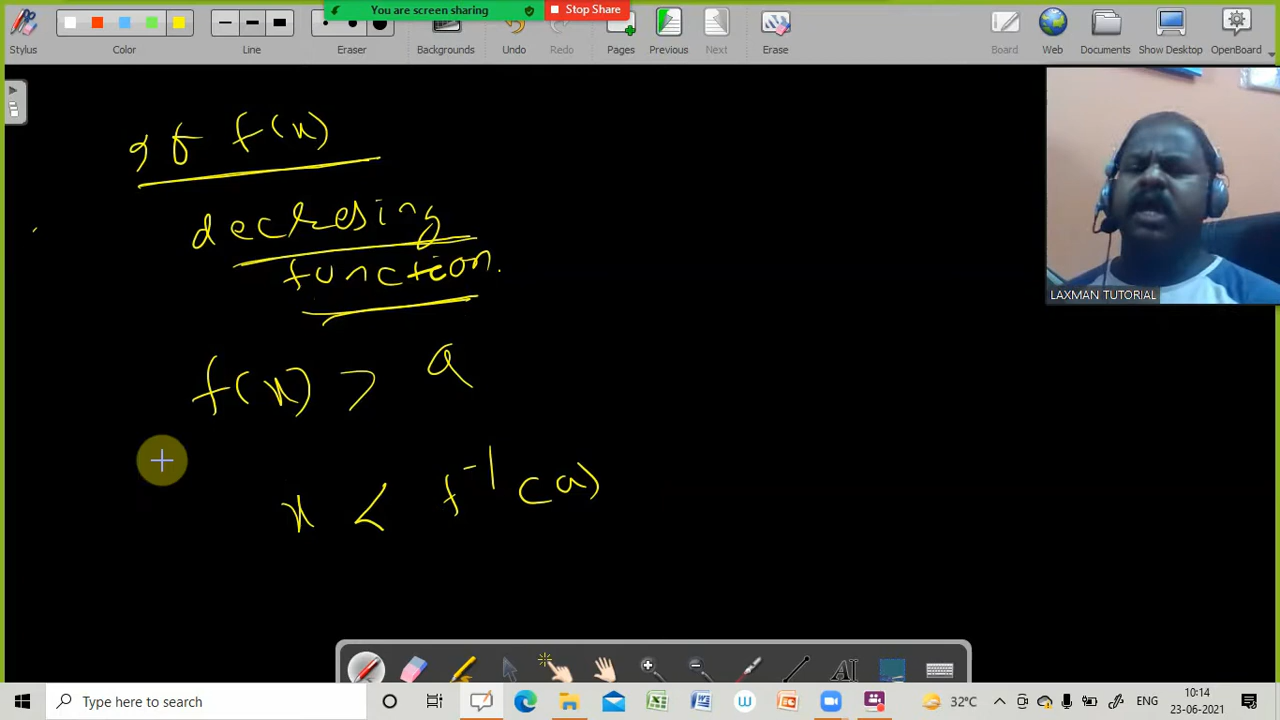 You are screen sharing Stop Share
Stylus Color Line Eraser Backgrounds Undo Redo Pages Previous Next Erase Board Web Documents Show Desktop OpenBoard
If f(x)
decresing
function.
f(x) > a
x < f⁻¹(a)
LAXMAN TUTORIAL
AI
Type here to search
32°C ENG 10:14
23-06-2021